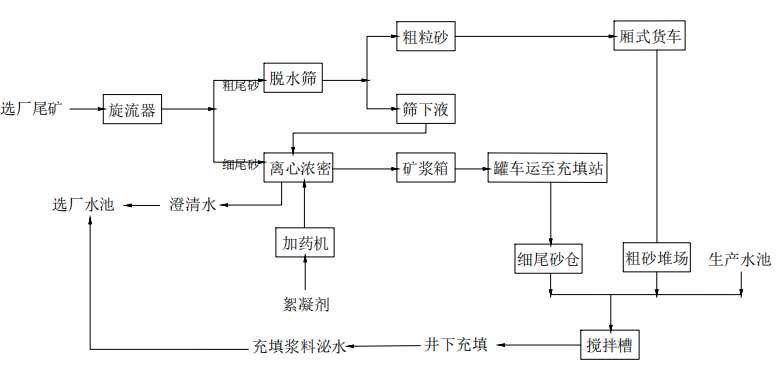 粗粒砂
厢式货车
粗尾砂
脱水筛
选厂尾矿
旋流器
筛下液
细尾砂
离心浓密
矿浆箱
罐车运至充填站
选厂水池
澄清水
加药机
细尾砂仓
粗砂堆场
生产水池
絮凝剂
充填浆料泌水
井下充填
搅拌槽